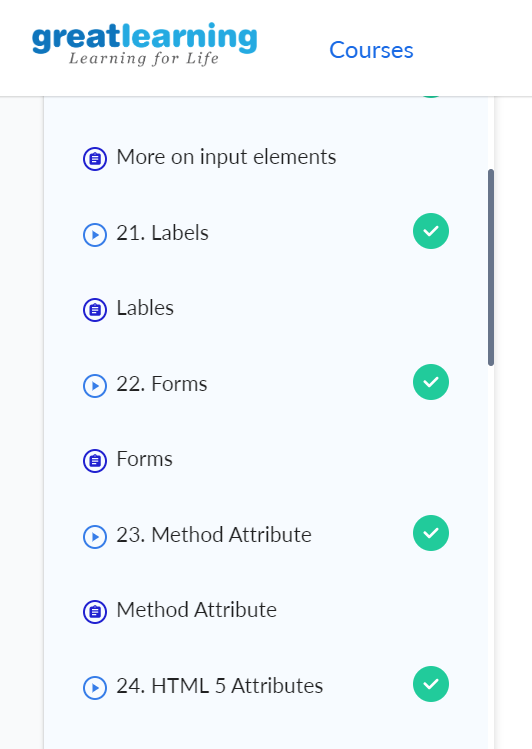 greatlearning
Learning for Life
Courses
More on input elements
21. Labels
Lables
22. Forms
Forms
23. Method Attribute
Method Attribute
24. HTML 5 Attributes